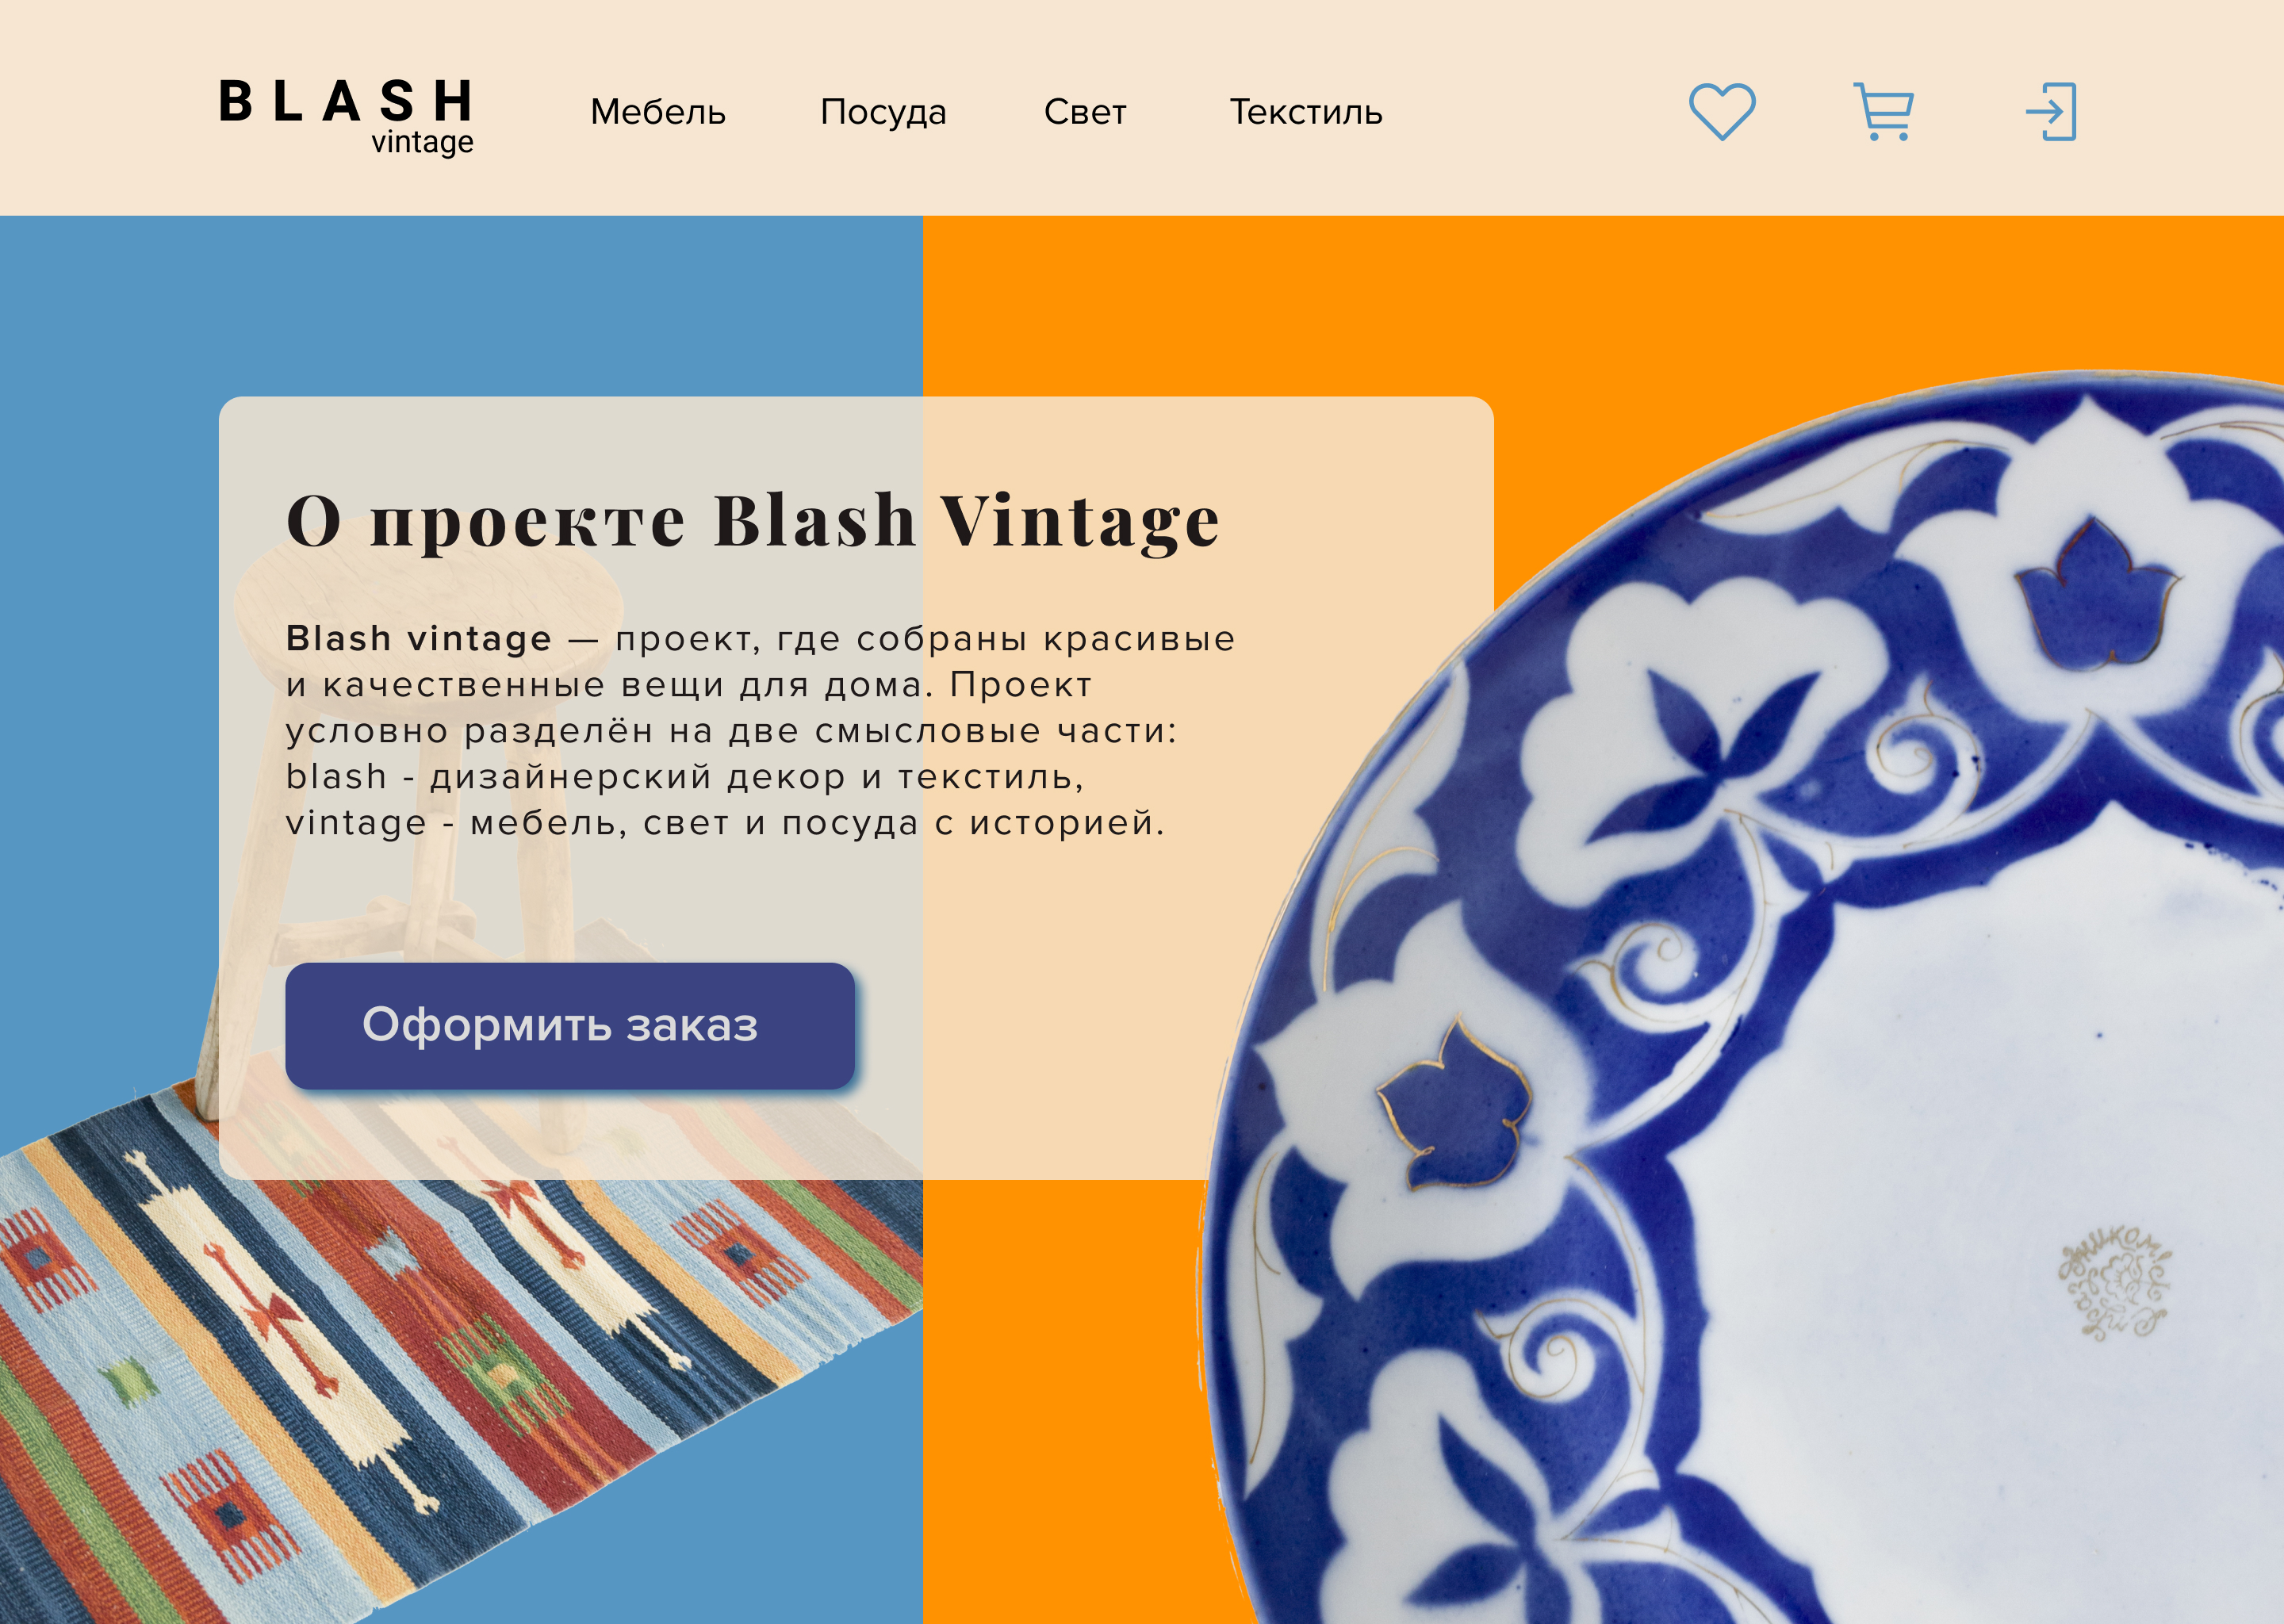 BLASH
vintage
Мебель
Посуда
Свет
Текстиль
О проекте Blash Vintage
Blash vintage — проект, где собраны красивые
и качественные вещи для дома. Проект
условно разделён на две смысловые части:
blash - дизайнерский декор и текстиль,
vintage - мебель, свет и посуда с историей.
Оформить заказ